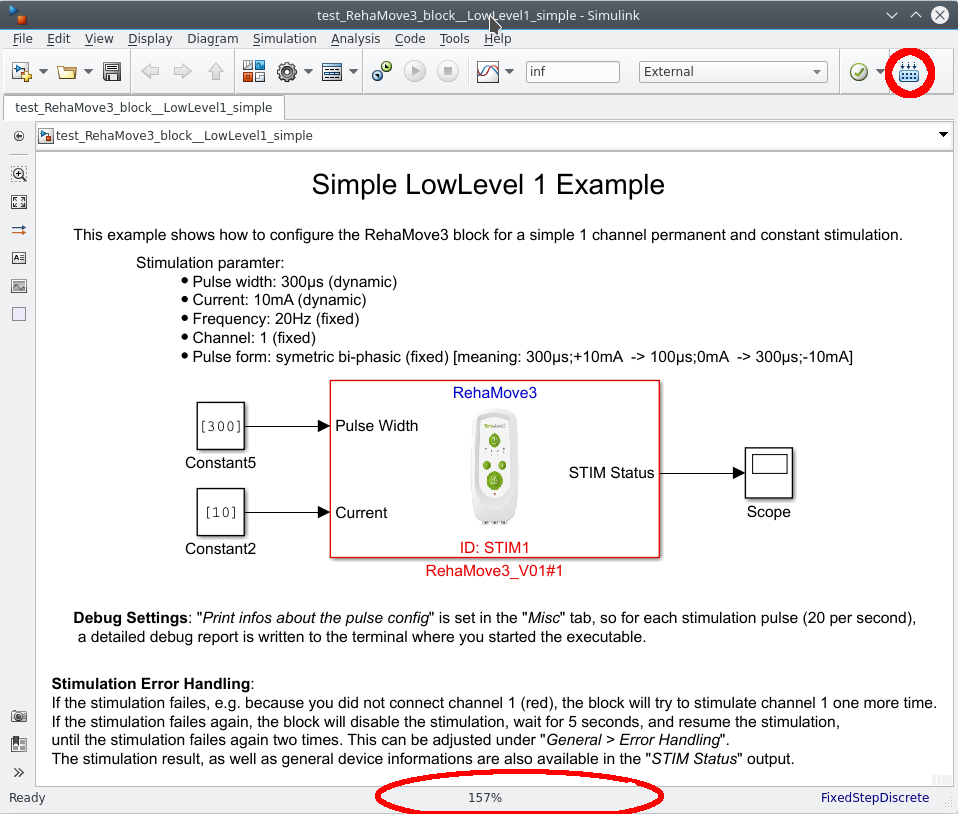 test_RehaMove3_block__LowLevel1_simple - Simulink
File Edit View Display Diagram Simulation Analysis Code Tools Help
inf External
test_RehaMove3_block__LowLevel1_simple
test_RehaMove3_block__LowLevel1_simple
Simple LowLevel 1 Example
This example shows how to configure the RehaMove3 block for a simple 1 channel permanent and constant stimulation.
Stimulation paramter:
• Pulse width: 300µs (dynamic)
• Current: 10mA (dynamic)
• Frequency: 20Hz (fixed)
• Channel: 1 (fixed)
• Pulse form: symetric bi-phasic (fixed) [meaning: 300µs;+10mA -> 100µs;0mA -> 300µs;-10mA]
RehaMove3
[300]
Pulse Width
Constant5
STIM Status
[10]
Current
Scope
Constant2
ID: STIM1
RehaMove3_V01#1
Debug Settings: "Print infos about the pulse config" is set in the "Misc" tab, so for each stimulation pulse (20 per second),
a detailed debug report is written to the terminal where you started the executable.
Stimulation Error Handling:
If the stimulation failes, e.g. because you did not connect channel 1 (red), the block will try to stimulate channel 1 one more time.
If the stimulation failes again, the block will disable the stimulation, wait for 5 seconds, and resume the stimulation,
until the stimulation failes again two times. This can be adjusted under "General > Error Handling".
The stimulation result, as well as general device informations are also available in the "STIM Status" output.
Ready 157% FixedStepDiscrete